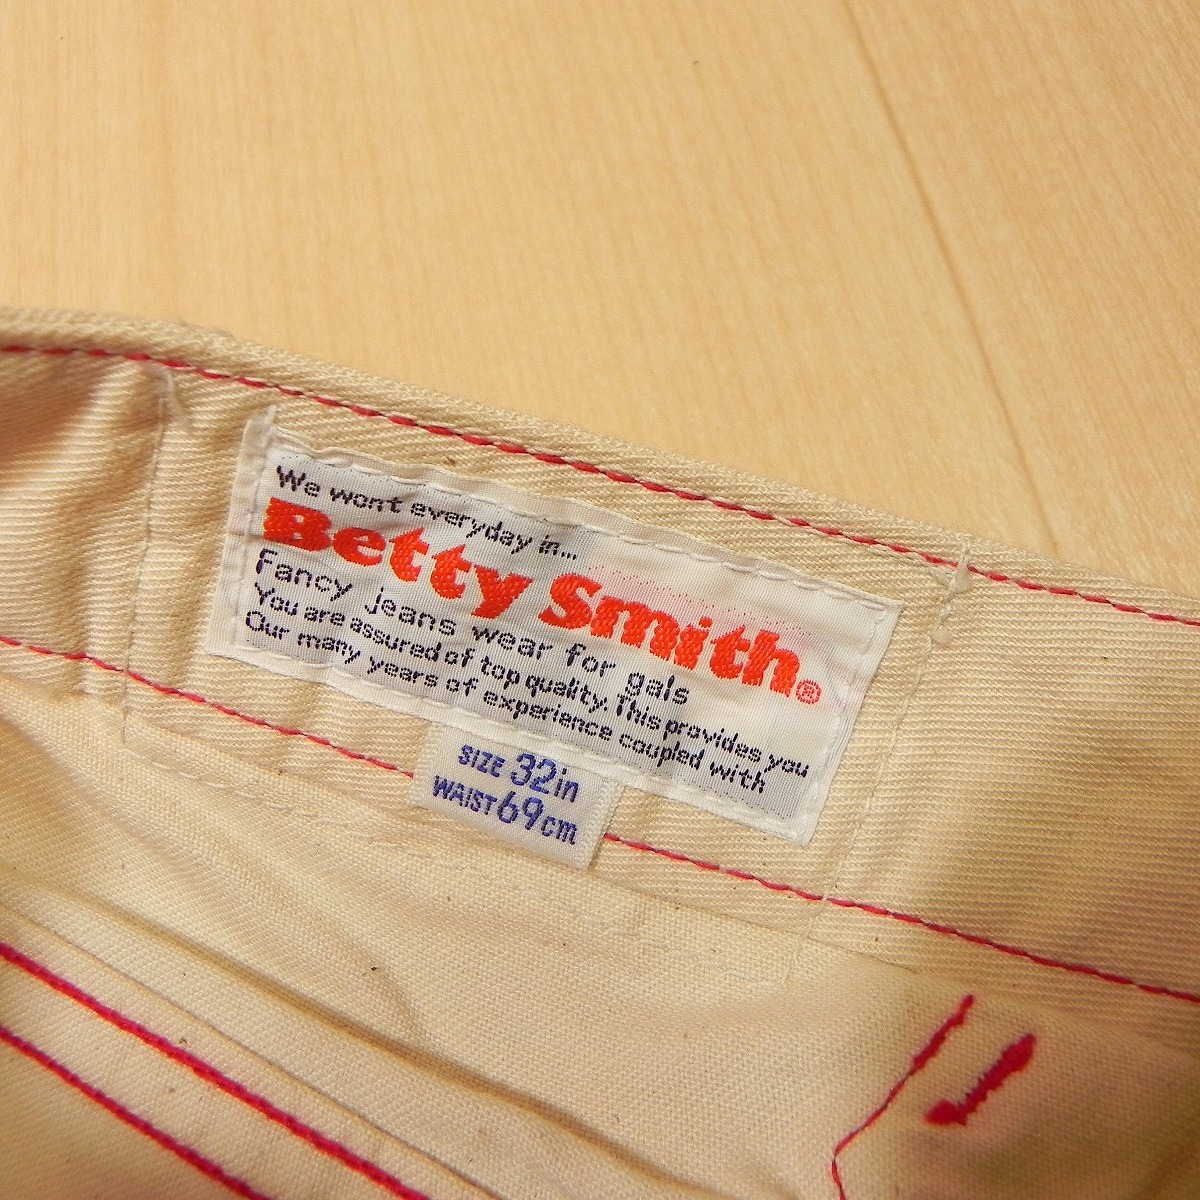 We wont everyday in...
Betty Smith®
Fancy jeans wear for gals
You are assured of top quality. This provides you
Our many years of experience coupled with
SIZE 32in
WAIST 69cm